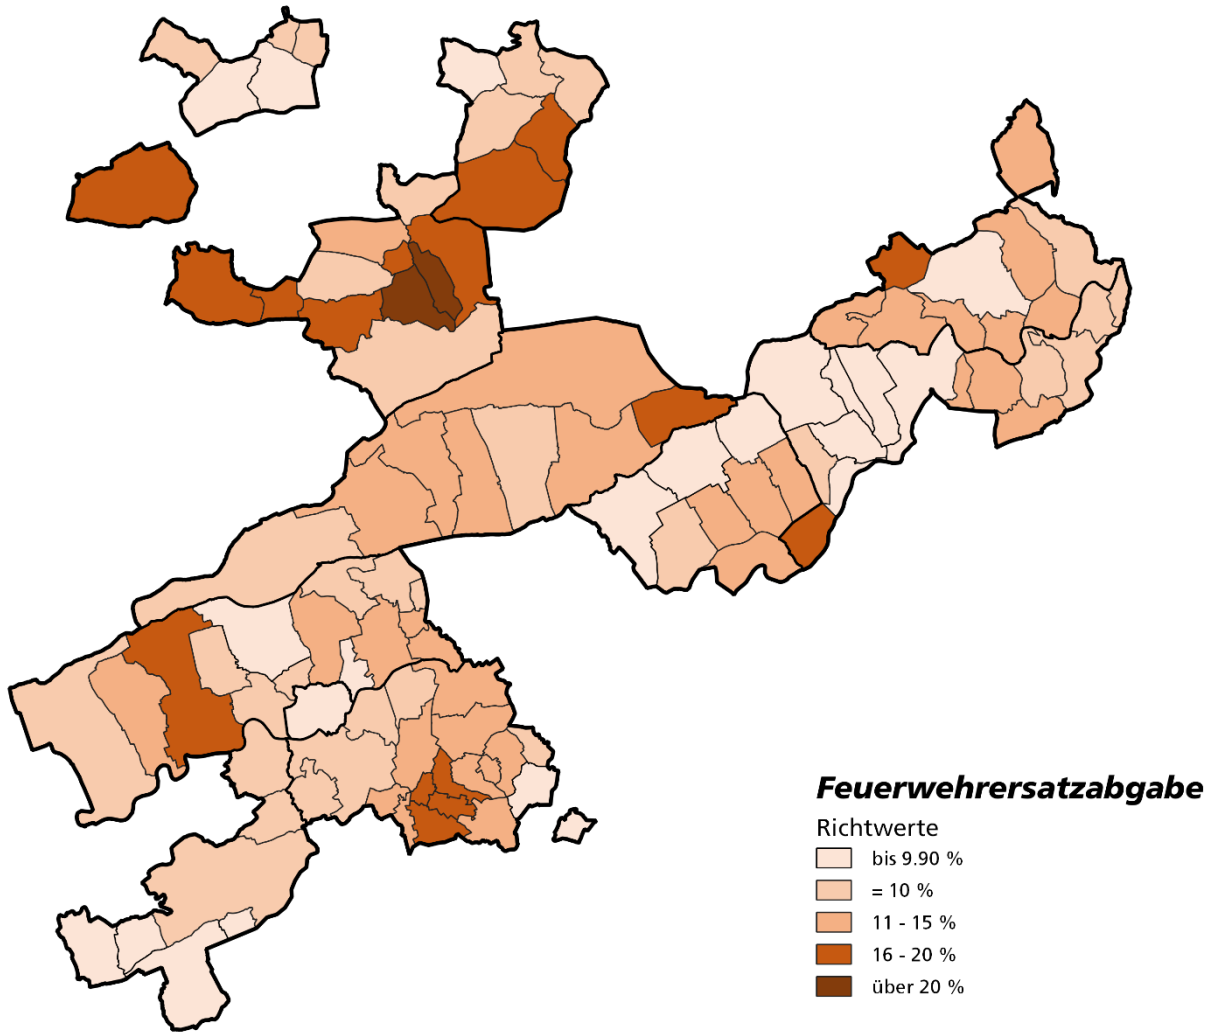 Feuerwehrersatzabgabe
Richtwerte
bis 9.90 %
= 10 %
11 - 15 %
16 - 20 %
über 20 %